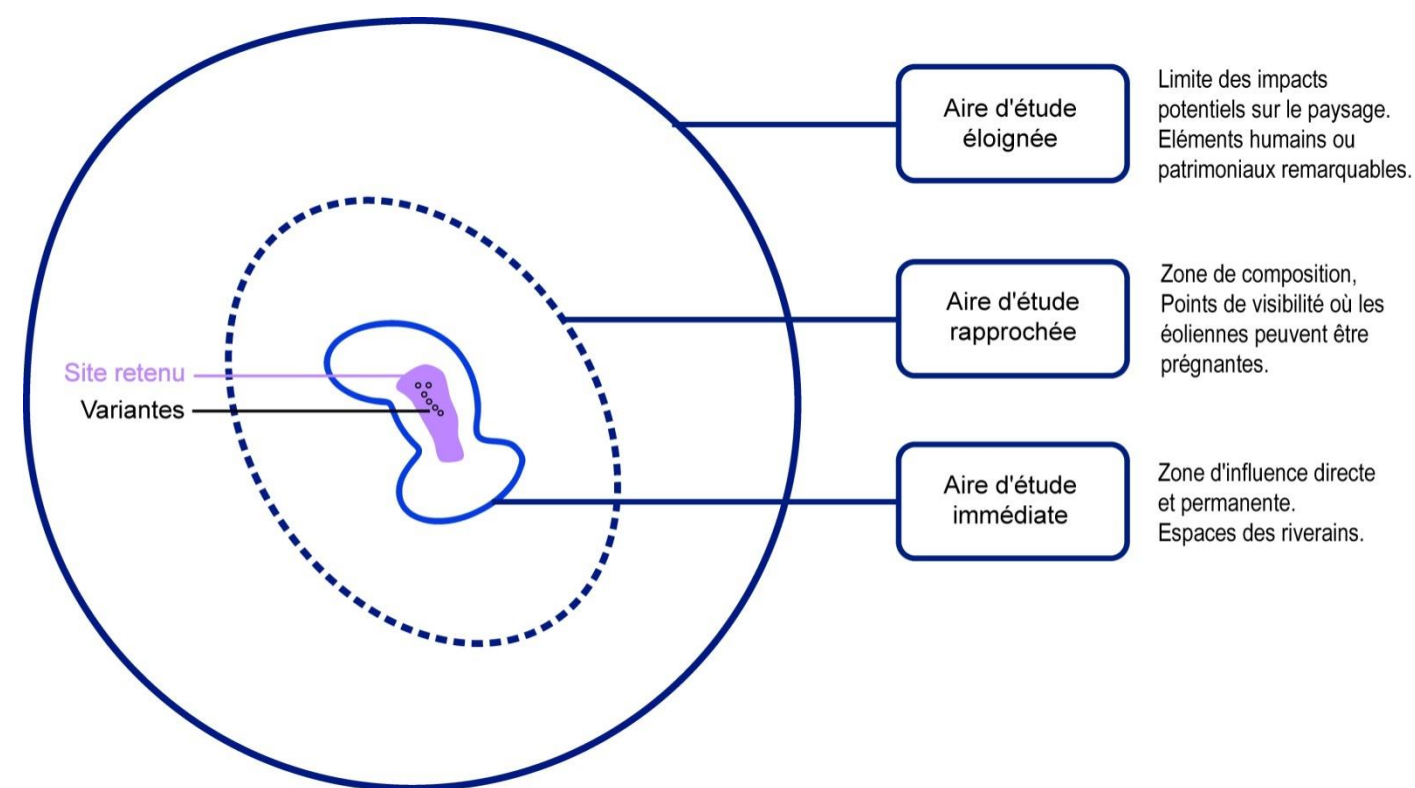 Aire d'étude
éloignée
Limite des impacts
potentiels sur le paysage.
Eléments humains ou
patrimoniaux remarquables.
Aire d'étude
rapprochée
Zone de composition,
Points de visibilité où les
éoliennes peuvent être
prégnantes.
Site retenu
Variantes
Aire d'étude
immédiate
Zone d'influence directe
et permanente.
Espaces des riverains.